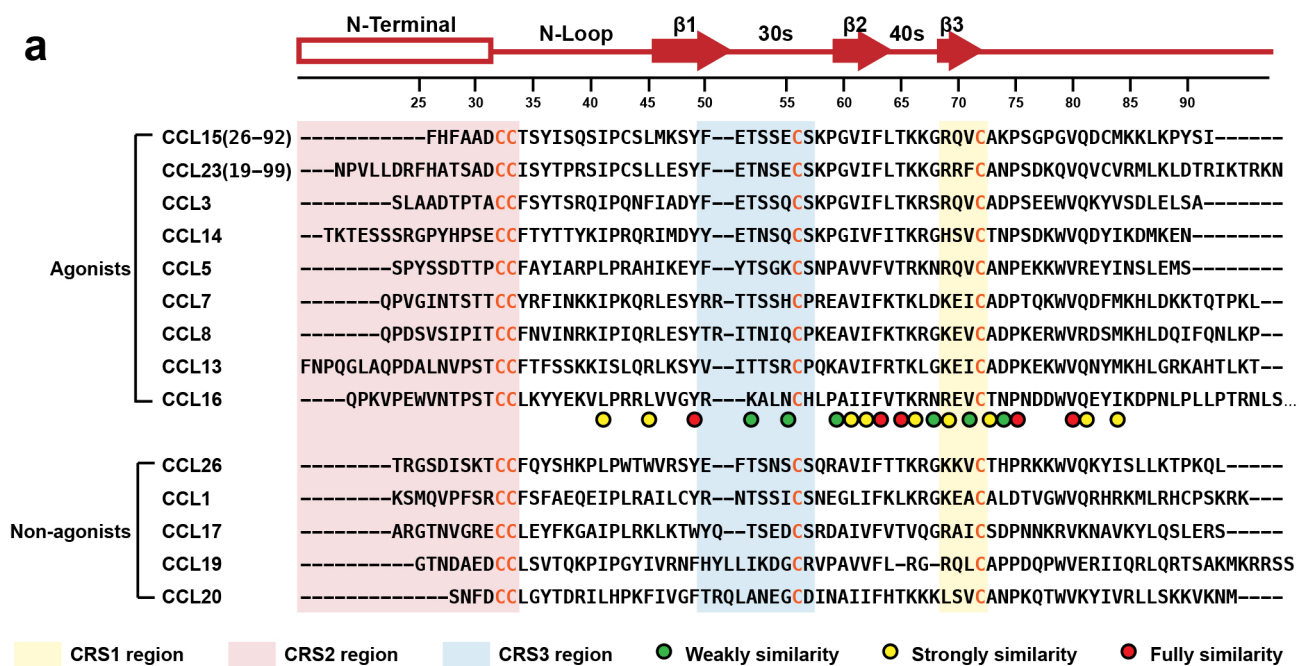 a
N-Terminal N-Loop β1 30s β2 40s β3
25 30 35 40 45 50 55 60 65 70 75 80 85 90
Agonists
CCL15(26–92) –––––––––––FHFAADCCTSYISQSIPCSLMKSYF––ETSSECSKPGVIFLTKKGRQVCAKPSGPGVQDCMKKLKPYSI––––––
CCL23(19–99) –––NPVLLDRFHATSADCCISYTPRSIPCSLLESYF––ETNSECSKPGVIFLTKKGRRFCANPSDKQVQVCVRMLKLDTRIKTRKN
CCL3 ––––––––SLAADTPTACCFSYTSRQIPQNFIADYF––ETSSQCSKPGVIFLTKRSRQVCADPSEEWVQKYVSDLELSA–––––––
CCL14 ––TKTESSSRGPYHPSECCFTYTTYKIPRQRIMDYY––ETNSQCSKPGIVFITKRGHSVCTNPSDKWVQDYIKDMKEN––––––––
CCL5 ––––––––SPYSSDTTPCCFAYIARPLPRAHIKEYF––YTSGKCSNPAVVFVTRKNRQVCANPEKKWVREYINSLEMS––––––––
CCL7 –––––––QPVGINTSTTCCYRFINKKIPKQRLESYRR–TTSSHCPREAVIFKTKLDKEICADPTQKWVQDFMKHLDKKTQTPKL––
CCL8 –––––––QPDSVSIPITCCFNVINRKIPIQRLESYTR–ITNIQCPKEAVIFKTKRGKEVCADPKERWVRDSMKHLDQIFQNLKP––
CCL13 FNPQGLAQPDALNVPSTCCFTFSSKKISLQRLKSYV––ITTSRCPQKAVIFRTKLGKEICADPKEKWVQNYMKHLGRKAHTLKT––
CCL16 ––––QPKVPEWVNTPSTCCLKYYEKVLPRRLVVGYR–––KALNCHLPAIIFVTKRNREVCTNPNDDWVQEYIKDPNLPLLPTRNLS...
Non-agonists
CCL26 ––––––––TRGSDISKTCCFQYSHKPLPWTWVRSYE––FTSNSCSQRAVIFTTKRGKKVCTHPRKKWVQKYISLLKTPKQL–––––
CCL1 ––––––––KSMQVPFSRCCFSFAEQEIPLRAILCYR––NTSSICSNEGLIFKLKRGKEACALDTVGWVQRHRKMLRHCPSKRK–––
CCL17 ––––––––ARGTNVGRECCLEYFKGAIPLRKLKTWYQ––TSEDCSRDAIVFVTVQGRAICSDPNNKRVKNAVKYLQSLERS–––––
CCL19 ––––––––––GTNDAEDCCLSVTQKPIPGYIVRNFHYLLIKDGCRVPAVVFL–RG–RQLCAPPDQPWVERIIQRLQRTSAKMKRRSS
CCL20 –––––––––––––SNFDCCLGYTDRILHPKFIVGFTRQLANEGCDINAIIFHTKKKLSVCANPKQTWVKYIVRLLSKKVKNM––––
CRS1 region CRS2 region CRS3 region Weakly similarity Strongly similarity Fully similarity